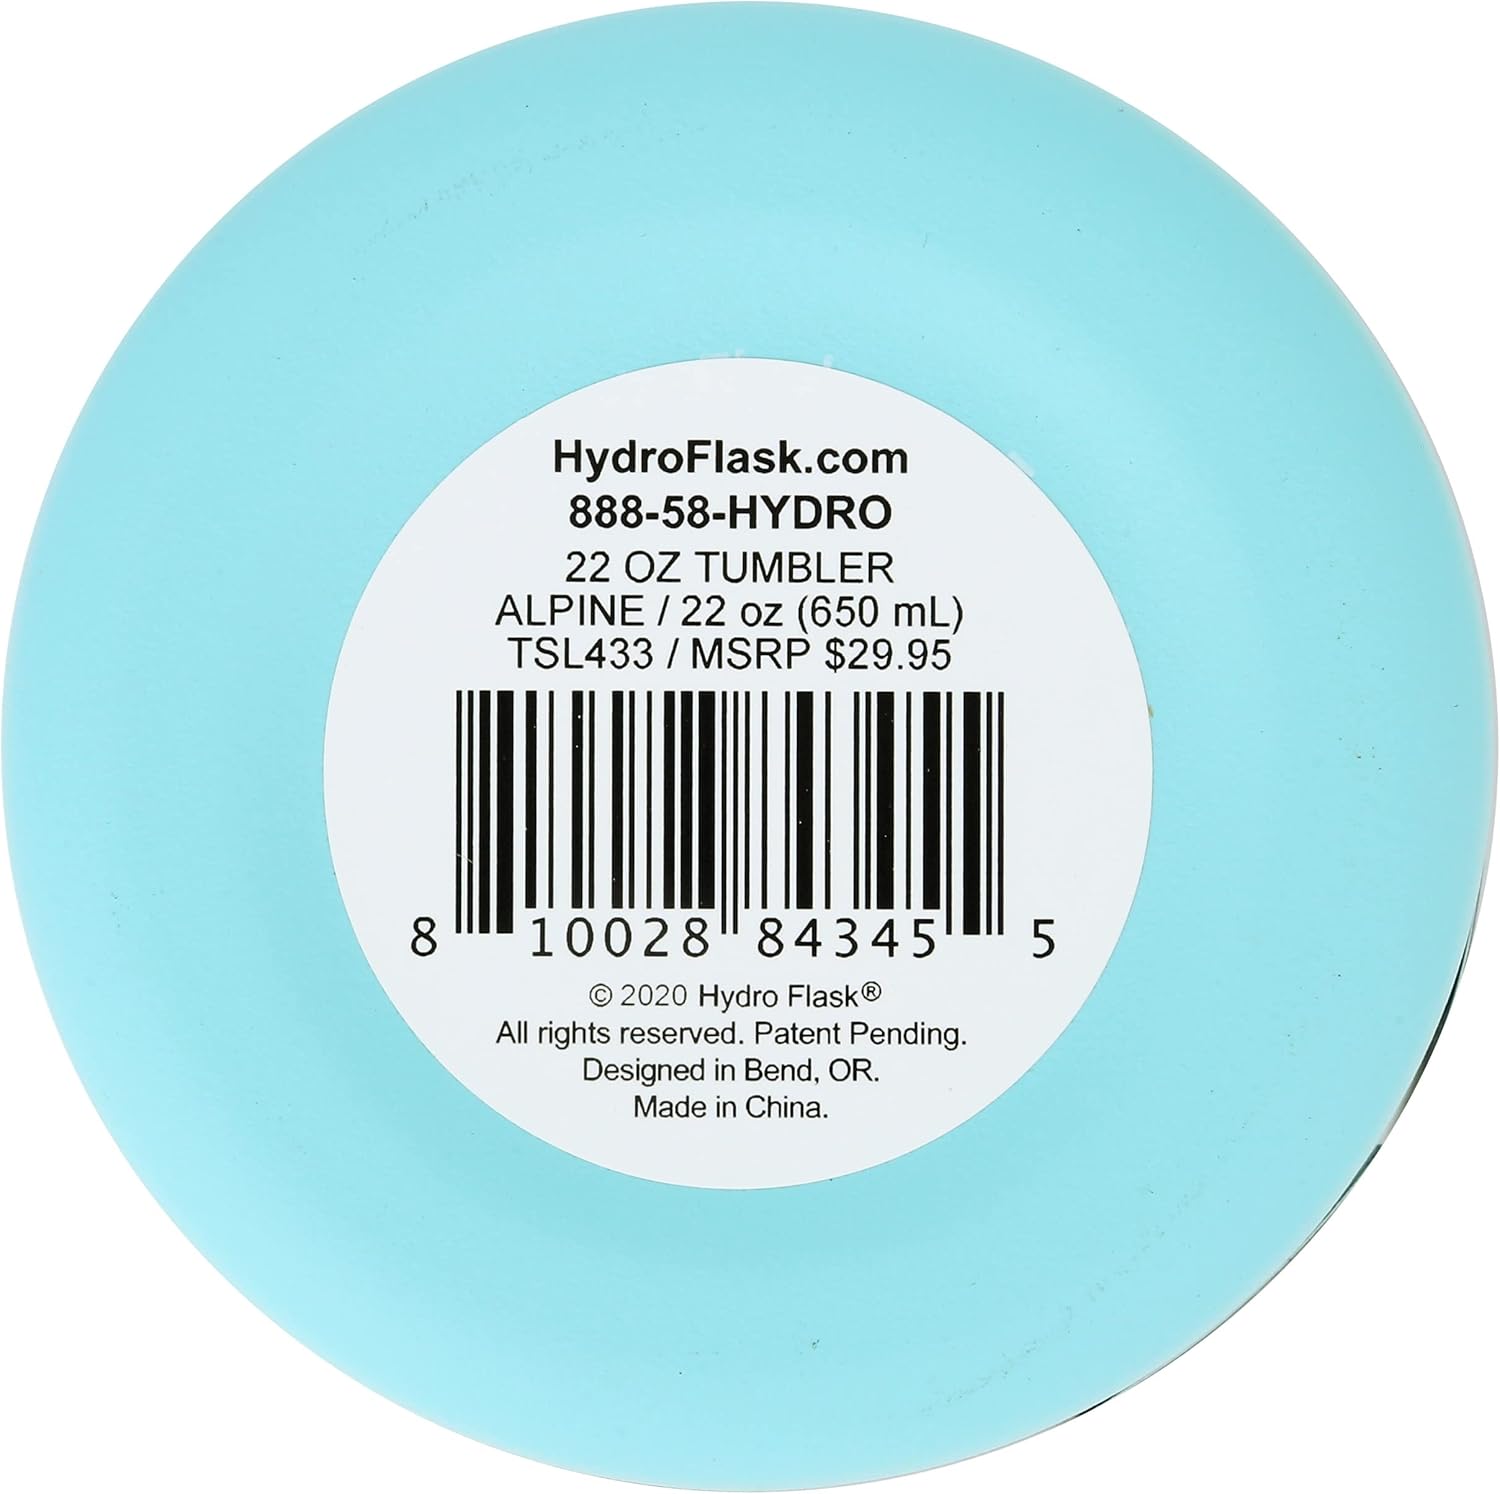 HydroFlask.com
888-58-HYDRO
22 OZ TUMBLER
ALPINE / 22 oz (650 mL)
TSL433 / MSRP $29.95
8 10028 84345 5
© 2020 Hydro Flask®
All rights reserved. Patent Pending.
Designed in Bend, OR.
Made in China.